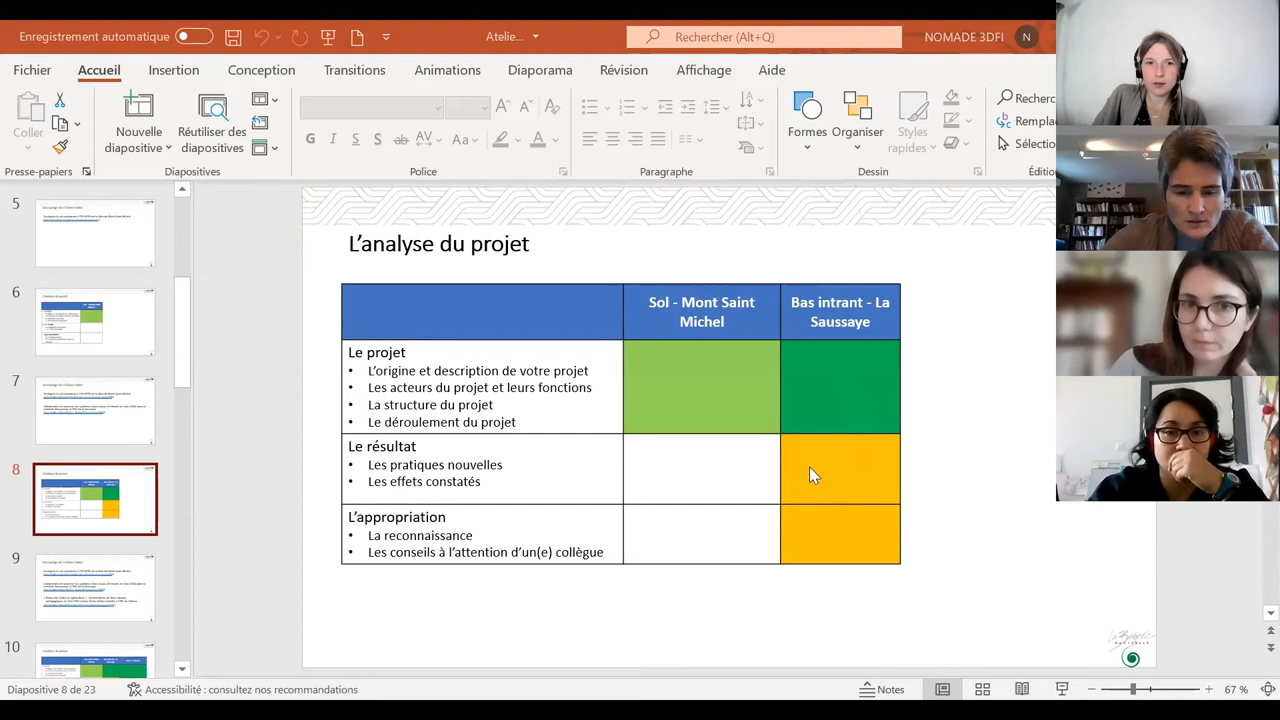 Enregistrement automatique
Atelie...
Rechercher (Alt+Q)
NOMADE 3DFI
N
Fichier
Accueil
Insertion
Conception
Transitions
Animations
Diaporama
Révision
Affichage
Aide
Coller
Nouvelle
diapositive
Réutiliser des
diapositives
G
I
S
S
ab
AV
Aa
A
Formes
Organiser
Styles
rapides
Recherc
Rempla
Sélectio
Presse-papiers
Diapositives
Police
Paragraphe
Dessin
Éditio
5
6
7
8
9
10
L'analyse du projet
Sol - Mont Saint
Michel
Bas intrant - La
Saussaye
Le projet
• L'origine et description de votre projet
• Les acteurs du projet et leurs fonctions
• La structure du projet
• Le déroulement du projet
Le résultat
• Les pratiques nouvelles
• Les effets constatés
L'appropriation
• La reconnaissance
• Les conseils à l'attention d'un(e) collègue
Diapositive 8 de 23
Accessibilité : consultez nos recommandations
Notes
67 %